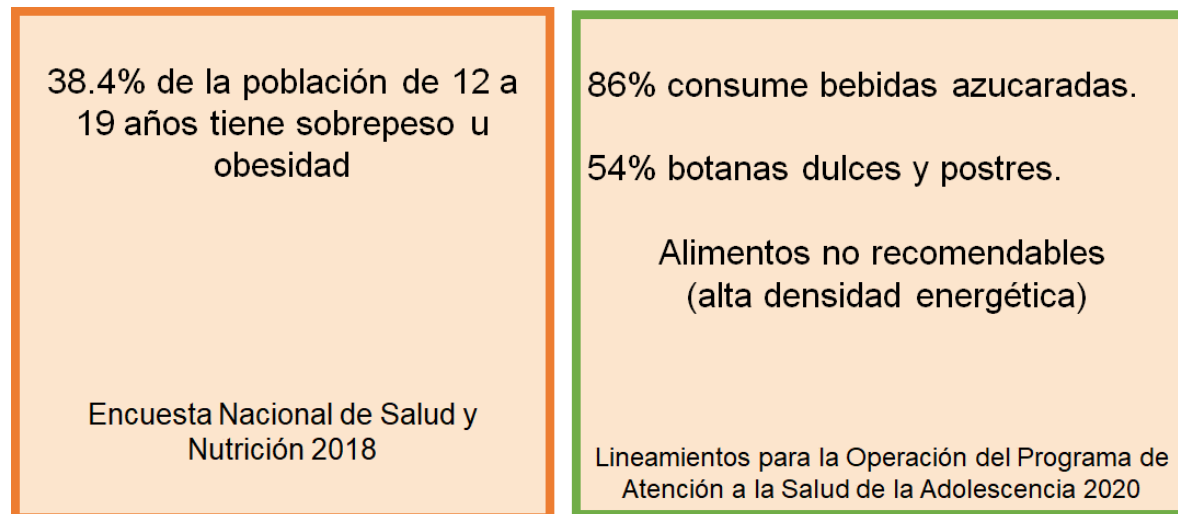 38.4% de la población de 12 a
19 años tiene sobrepeso u
obesidad
Encuesta Nacional de Salud y
Nutrición 2018
86% consume bebidas azucaradas.
54% botanas dulces y postres.
Alimentos no recomendables
(alta densidad energética)
Lineamientos para la Operación del Programa de
Atención a la Salud de la Adolescencia 2020